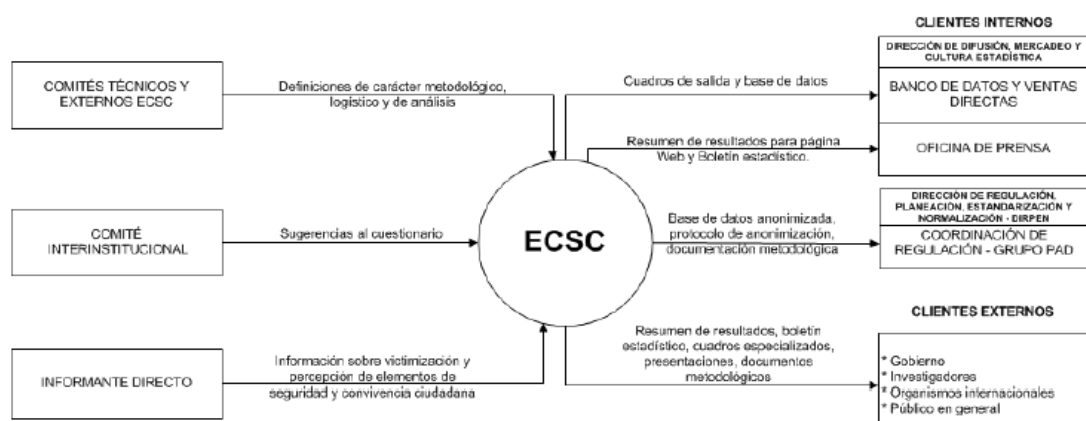 CLIENTES INTERNOS
DIRECCIÓN DE DIFUSIÓN, MERCADEO Y
CULTURA ESTADÍSTICA
COMITÉS TÉCNICOS Y
EXTERNOS ECSC
Definiciones de carácter metodológico,
logístico y de análisis
Cuadros de salida y base de datos
BANCO DE DATOS Y VENTAS
DIRECTAS
Resumen de resultados para página
Web y Boletín estadístico.
OFICINA DE PRENSA
DIRECCIÓN DE REGULACIÓN,
PLANEACIÓN, ESTANDARIZACIÓN Y
NORMALIZACIÓN - DIRPEN
COMITÉ
INTERINSTITUCIONAL
Sugerencias al cuestionario
ECSC
Base de datos anonimizada,
protocolo de anonimización,
documentación metodológica
COORDINACIÓN DE
REGULACIÓN - GRUPO PAD
CLIENTES EXTERNOS
INFORMANTE DIRECTO
Información sobre victimización y
percepción de elementos de
seguridad y convivencia ciudadana
Resumen de resultados, boletín
estadístico, cuadros especializados,
presentaciones, documentos
metodológicos
* Gobierno
* Investigadores
* Organismos internacionales
* Público en general